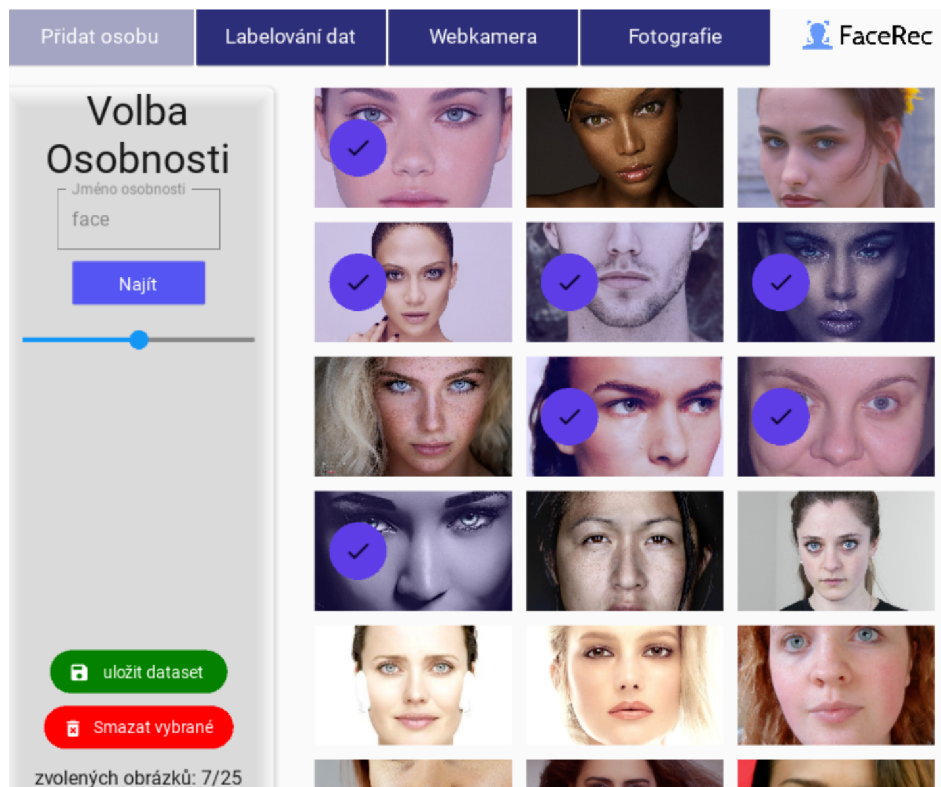 Přidat osobu
Labelování dat
Webkamera
Fotografie
FaceRec
Volba
Osobnosti
Jméno osobnosti
face
Najít
uložit dataset
Smazat vybrané
zvolených obrázků: 7/25